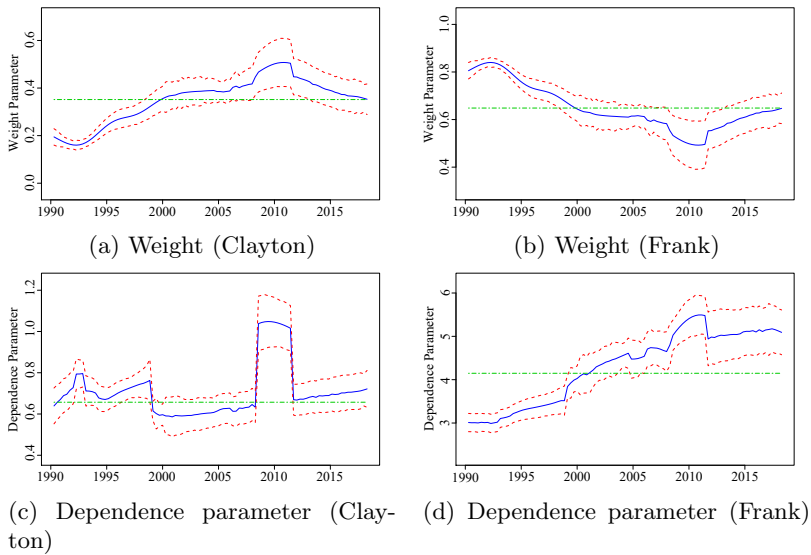 Weight Parameter
0.0 0.2 0.4 0.6
1990 1995 2000 2005 2010 2015
(a) Weight (Clayton)
Weight Parameter
0.4 0.6 0.8 1.0
1990 1995 2000 2005 2010 2015
(b) Weight (Frank)
Dependence Parameter
0.4 0.6 0.8 1.0 1.2
1990 1995 2000 2005 2010 2015
(c) Dependence parameter (Clay-
ton)
Dependence Parameter
3 4 5 6
1990 1995 2000 2005 2010 2015
(d) Dependence parameter (Frank)